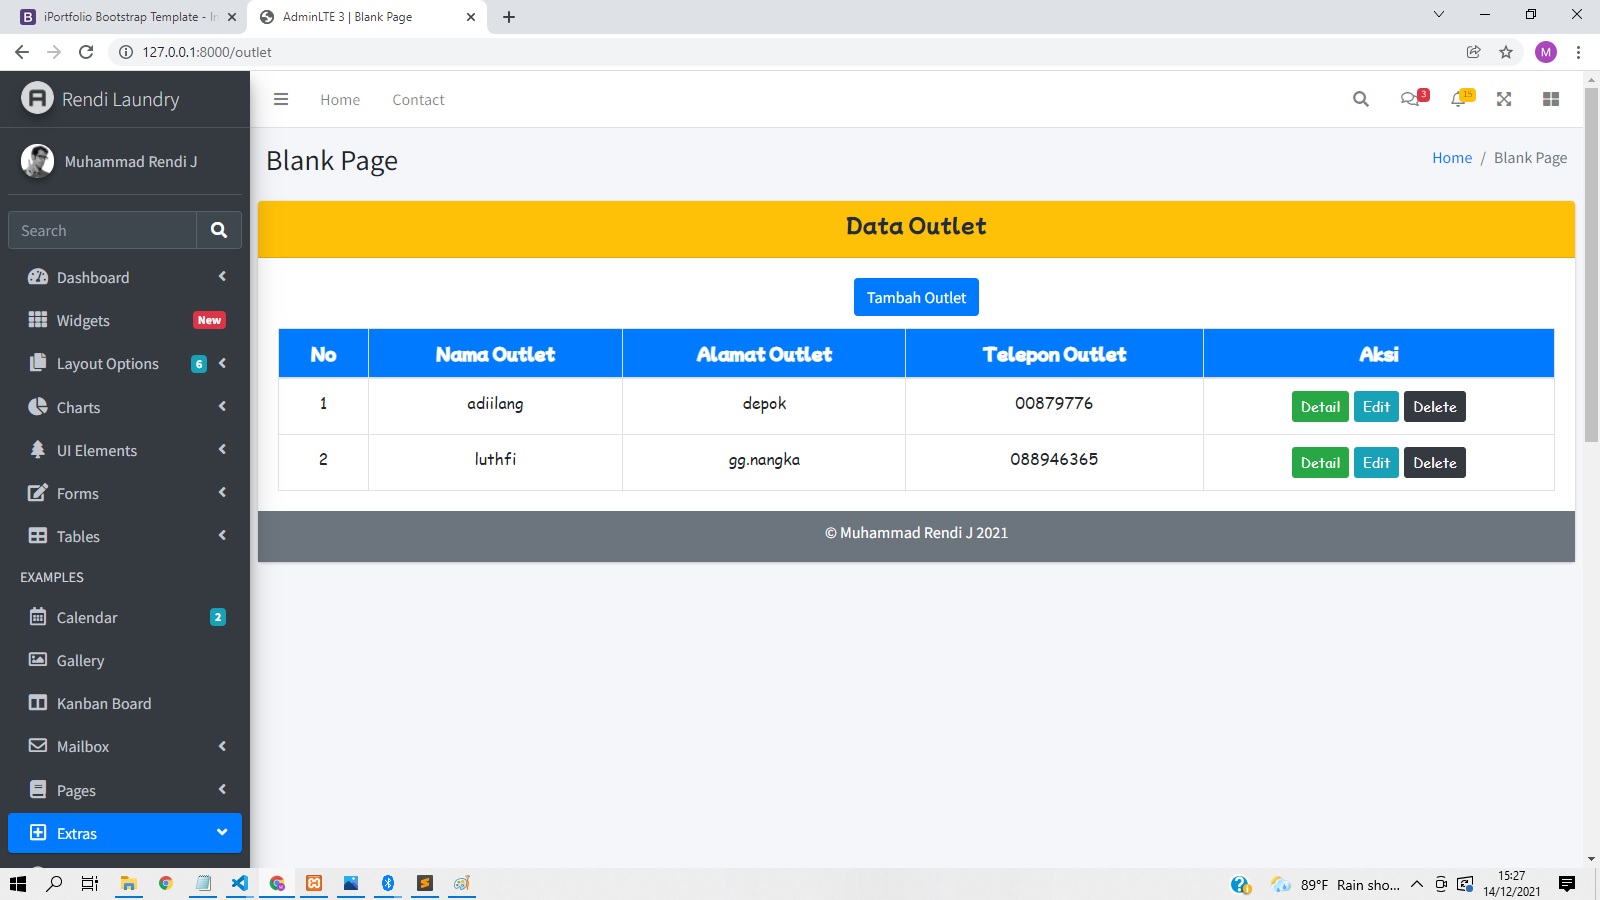 iPortfolio Bootstrap Template - In
AdminLTE 3 | Blank Page
127.0.0.1:8000/outlet
M
Rendi Laundry
Home
Contact
3
15
Muhammad Rendi J
Blank Page
Home / Blank Page
Search
Data Outlet
Tambah Outlet
No Nama Outlet Alamat Outlet Telepon Outlet Aksi
1 adiilang depok 00879776 Detail Edit Delete
2 luthfi gg.nangka 088946365 Detail Edit Delete
© Muhammad Rendi J 2021
Dashboard
Widgets New
Layout Options 6
Charts
UI Elements
Forms
Tables
EXAMPLES
Calendar 2
Gallery
Kanban Board
Mailbox
Pages
Extras
89°F Rain sho...
15:27
14/12/2021